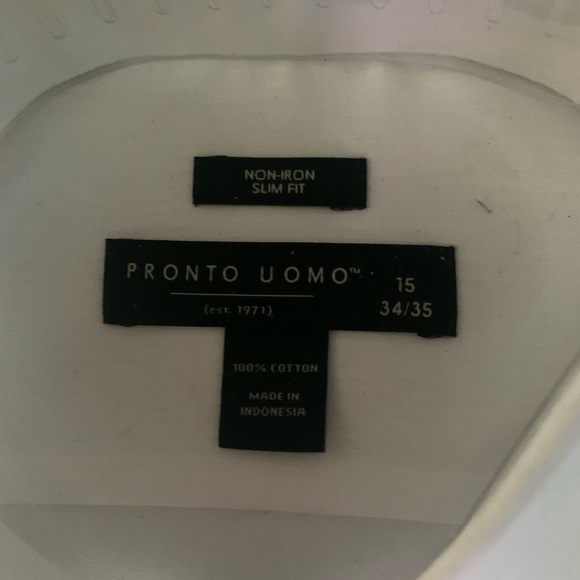 NON-IRON
SLIM FIT
PRONTO UOMO™
(est. 1971)
15
34/35
100% COTTON
MADE IN
INDONESIA